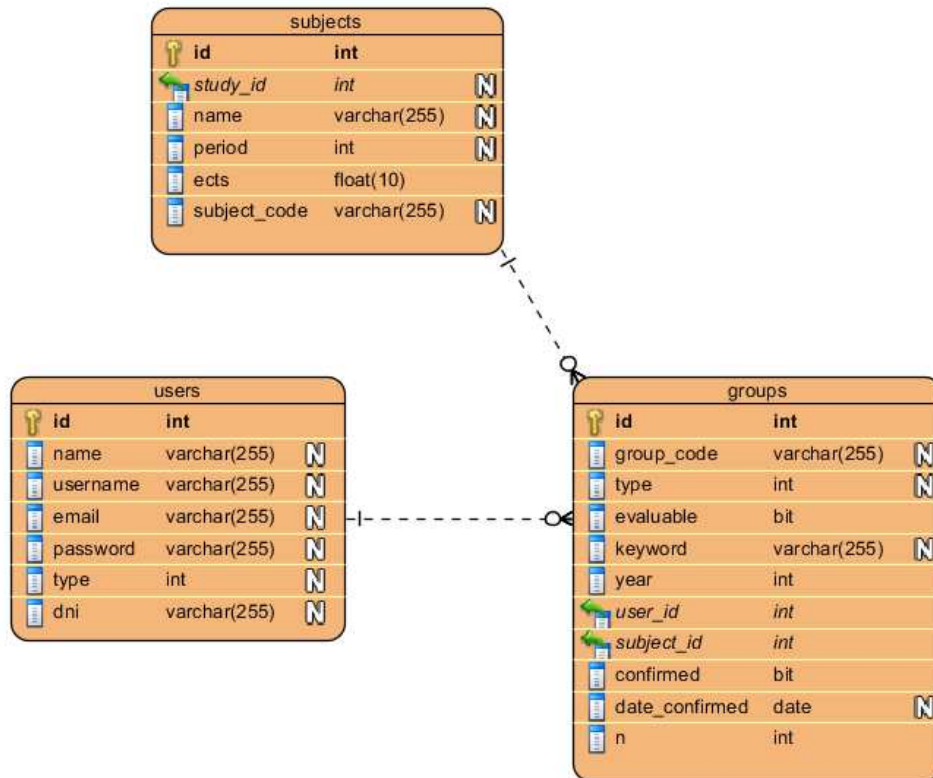 subjects
id int
study_id int N
name varchar(255) N
period int N
ects float(10)
subject_code varchar(255) N
users
id int
name varchar(255) N
username varchar(255) N
email varchar(255) N
password varchar(255) N
type int N
dni varchar(255) N
groups
id int
group_code varchar(255) N
type int N
evaluable bit
keyword varchar(255) N
year int
user_id int
subject_id int
confirmed bit
date_confirmed date N
n int